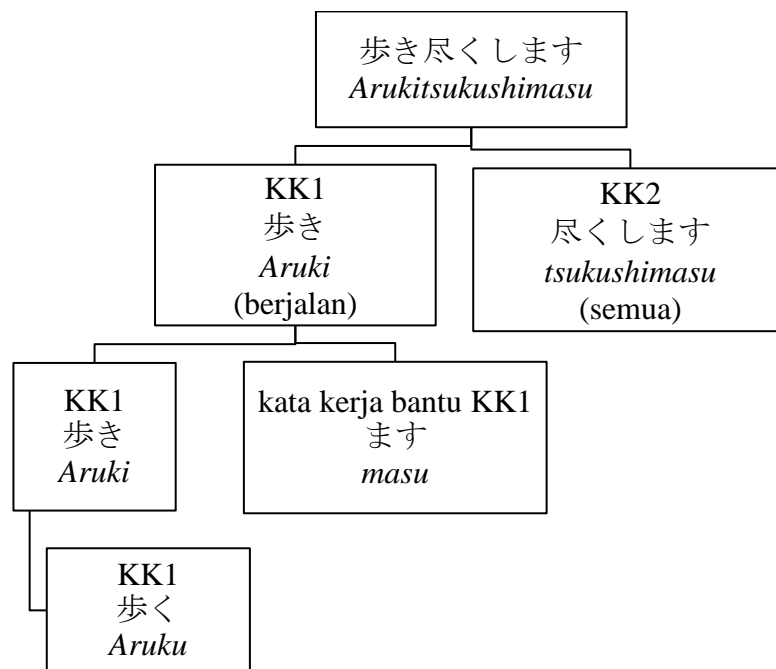 歩き尽くします
Arukitsukushimasu
KK1
歩き
Aruki
(berjalan)
KK2
尽くします
tsukushimasu
(semua)
KK1
歩き
Aruki
kata kerja bantu KK1
ます
masu
KK1
歩く
Aruku